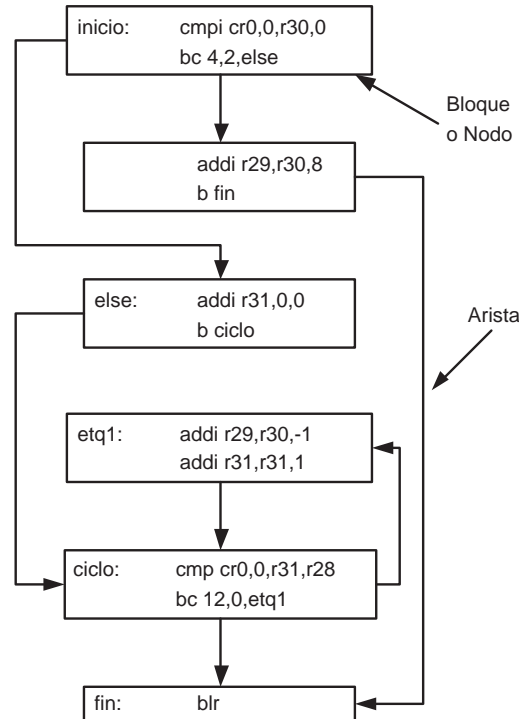 inicio: cmpi cr0,0,r30,0
bc 4,2,else
Bloque
o Nodo
addi r29,r30,8
b fin
else: addi r31,0,0
b ciclo
Arista
etq1: addi r29,r30,-1
addi r31,r31,1
ciclo: cmp cr0,0,r31,r28
bc 12,0,etq1
fin: blr